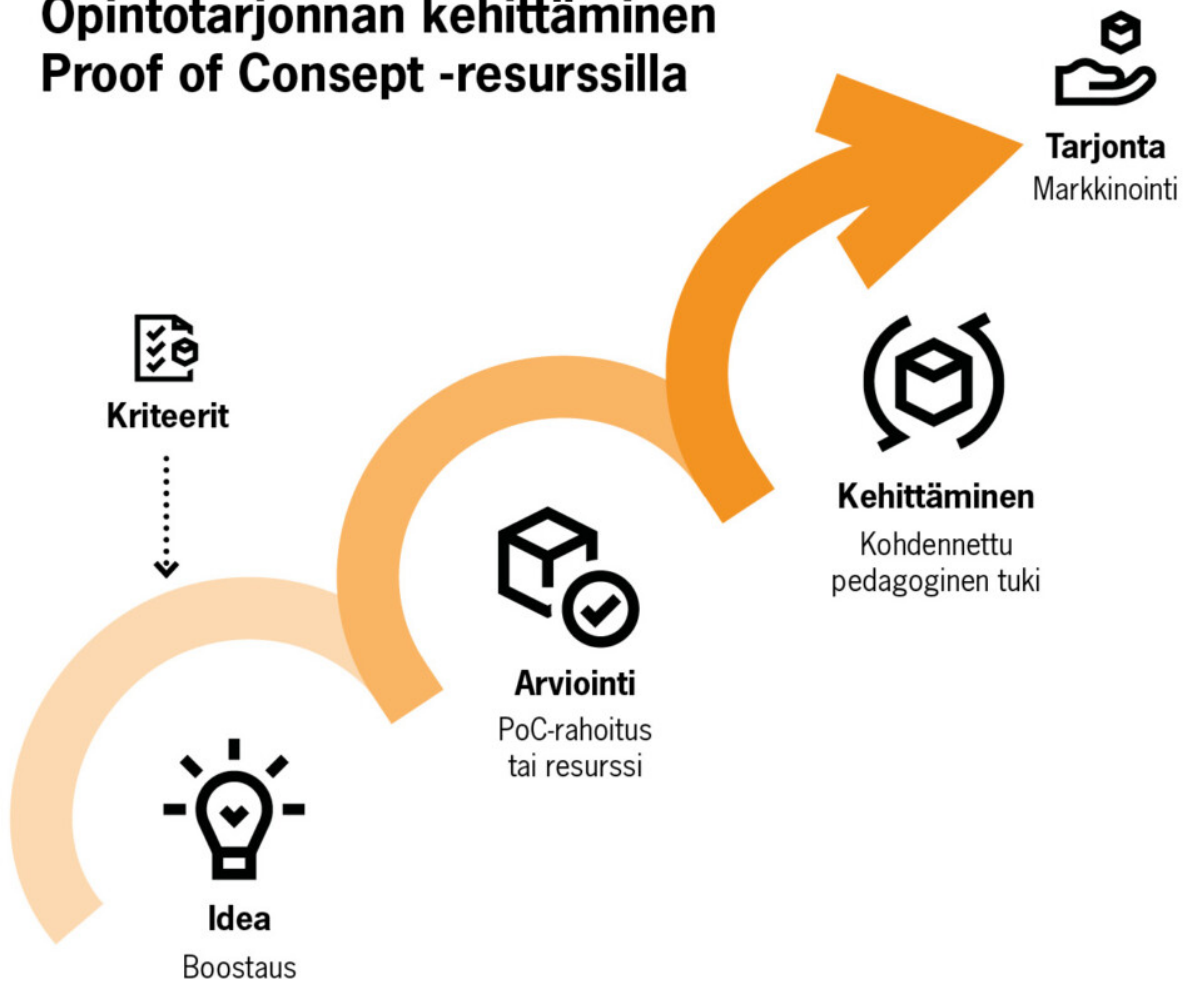 Opintotarjonnan kehittäminen
Proof of Consept -resurssilla
Tarjonta
Markkinointi
Kriteerit
Kehittäminen
Kohdennettu
pedagoginen tuki
Arviointi
PoC-rahoitus
tai resurssi
Idea
Boostaus